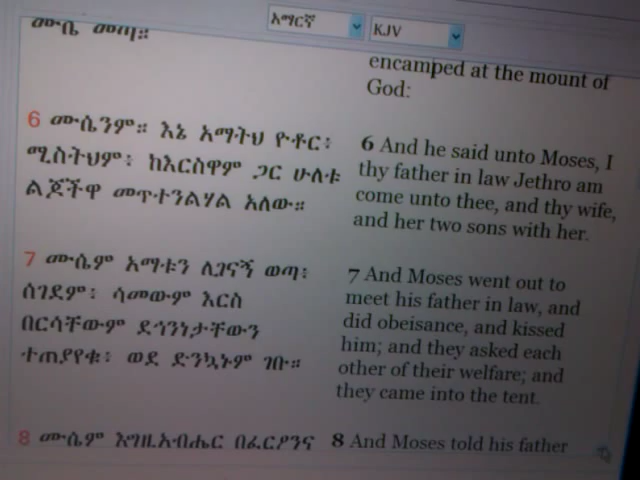 አማርኛ
KJV
ሙሴ መጣ።
6 ሙሴንም። እኔ አማትህ ዮቶር፥
ሚስትህም፥ ከእርስዋም ጋር ሁለቱ
ልጆችዋ መጥተንልሃል አለው።
7 ሙሴም አማቱን ሊገናኝ ወጣ፥
ሰገደም፥ ሳመውም እርስ
በርሳቸውም ደኅንነታቸውን
ተጠያየቁ፥ ወደ ድንኳኑም ገቡ።
8 ሙሴም እግዚአብሔር በፈርዖንና
encamped at the mount of
God:
6 And he said unto Moses, I
thy father in law Jethro am
come unto thee, and thy wife,
and her two sons with her.
7 And Moses went out to
meet his father in law, and
did obeisance, and kissed
him; and they asked each
other of their welfare; and
they came into the tent.
8 And Moses told his father